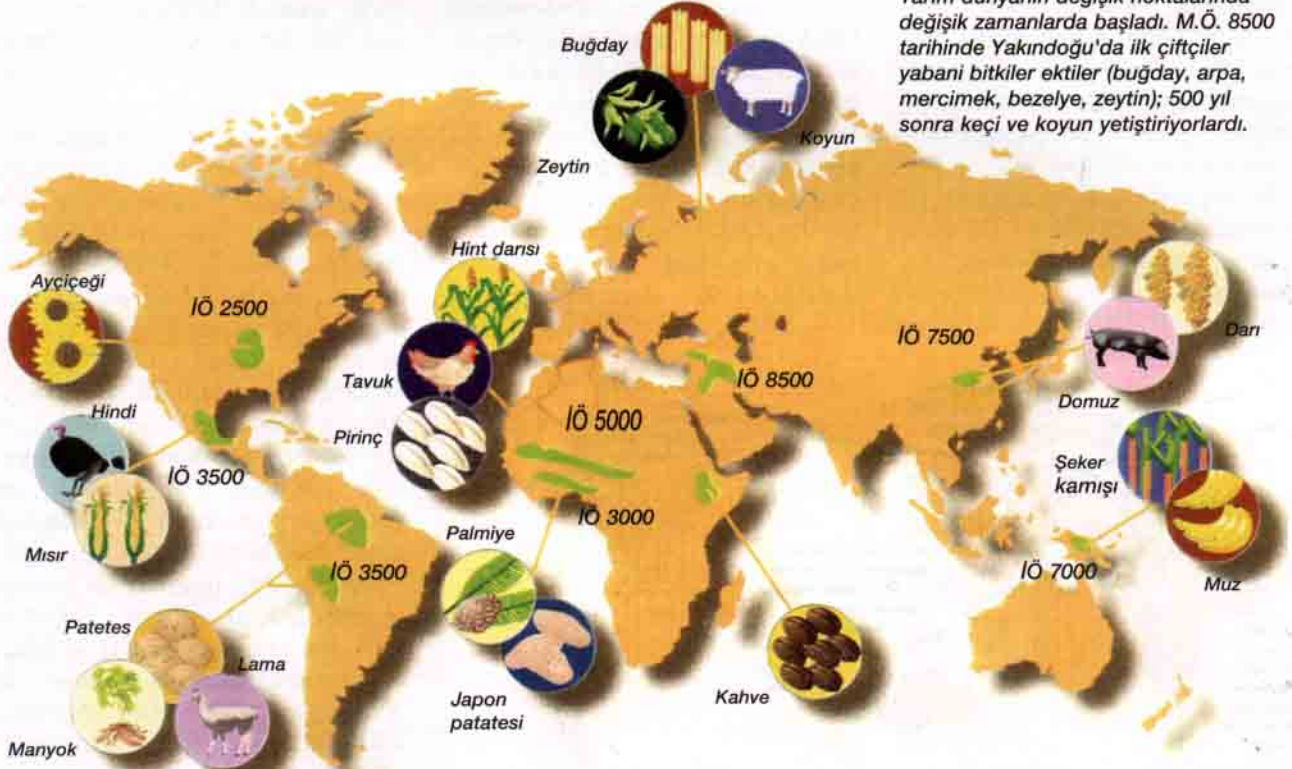 değişik zamanlarda başladı. M.Ö. 8500
tarihinde Yakındoğu'da ilk çiftçiler
yabani bitkiler ektiler (buğday, arpa,
mercimek, bezelye, zeytin); 500 yıl
sonra keçi ve koyun yetiştiriyorlardı.
Buğday
Koyun
Zeytin
Hint darısı
Ayçiçeği
İÖ 2500
İÖ 7500
Darı
Tavuk
İÖ 8500
Domuz
Hindi
İÖ 5000
Pirinç
Şeker
kamışı
İÖ 3500
İÖ 3000
Palmiye
Mısır
İÖ 3500
İÖ 7000
Muz
Patetes
Lama
Japon
patatesi
Kahve
Manyok